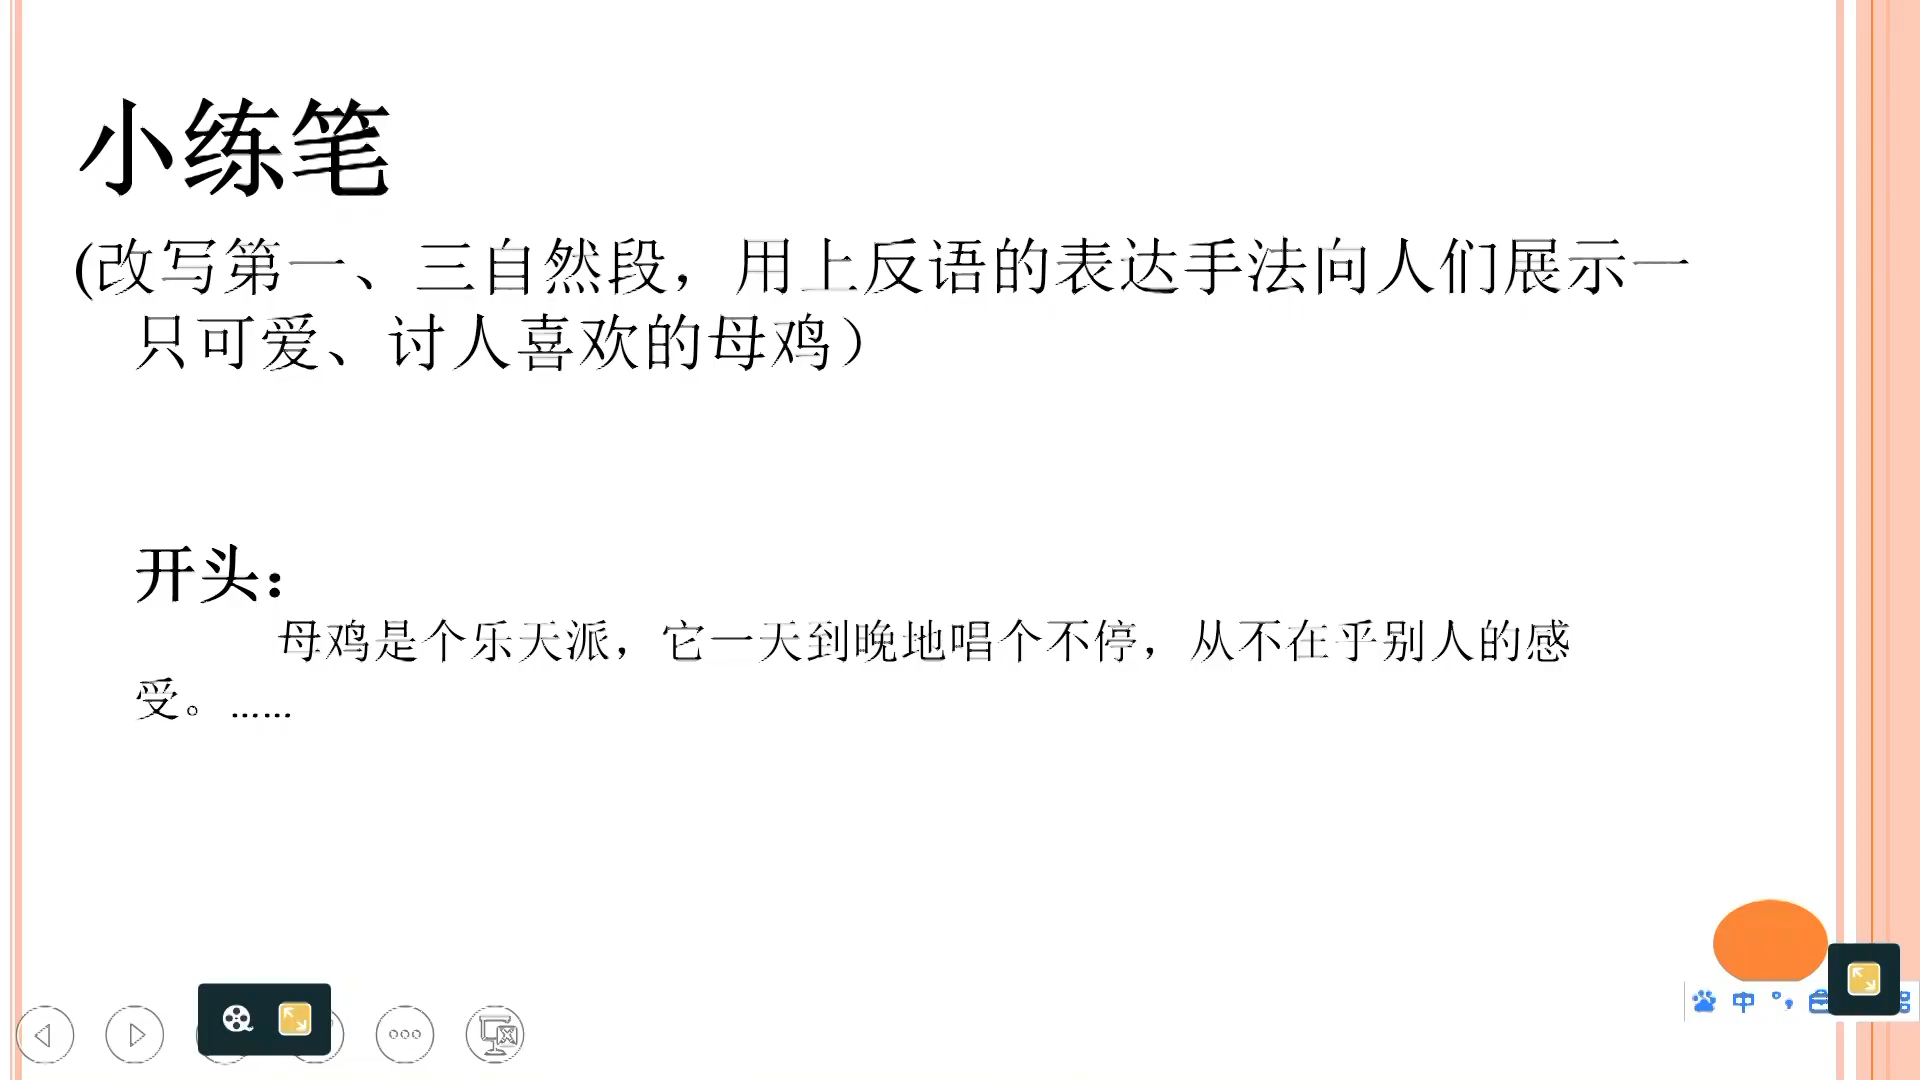 小练笔
(改写第一、三自然段，用上反语的表达手法向人们展示一
只可爱、讨人喜欢的母鸡）
开头：
母鸡是个乐天派，它一天到晚地唱个不停，从不在乎别人的感
受。……
中